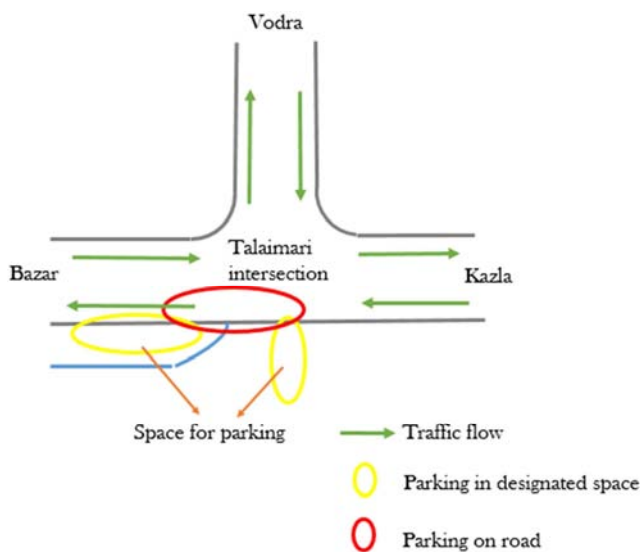 Vodra
Talaimari
intersection
Bazar
Kazla
Space for parking
Traffic flow
Parking in designated space
Parking on road